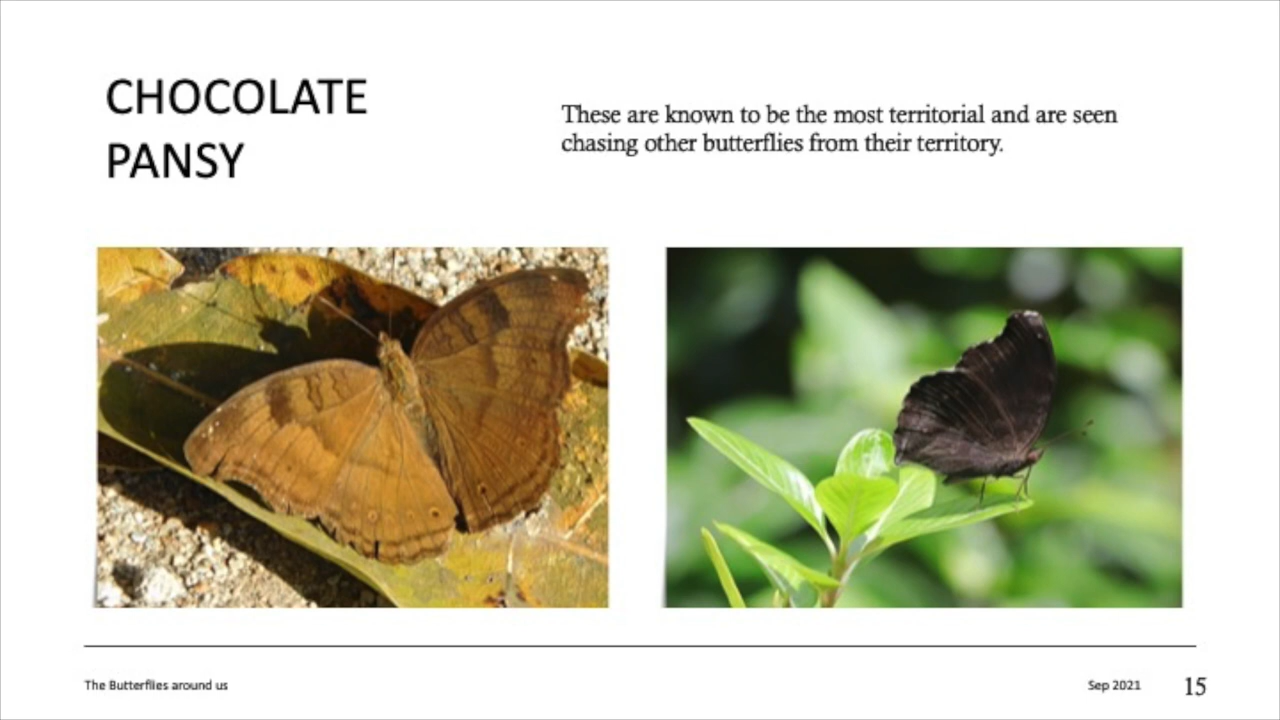 CHOCOLATE
PANSY
These are known to be the most territorial and are seen
chasing other butterflies from their territory.
The Butterflies around us
Sep 2021
15